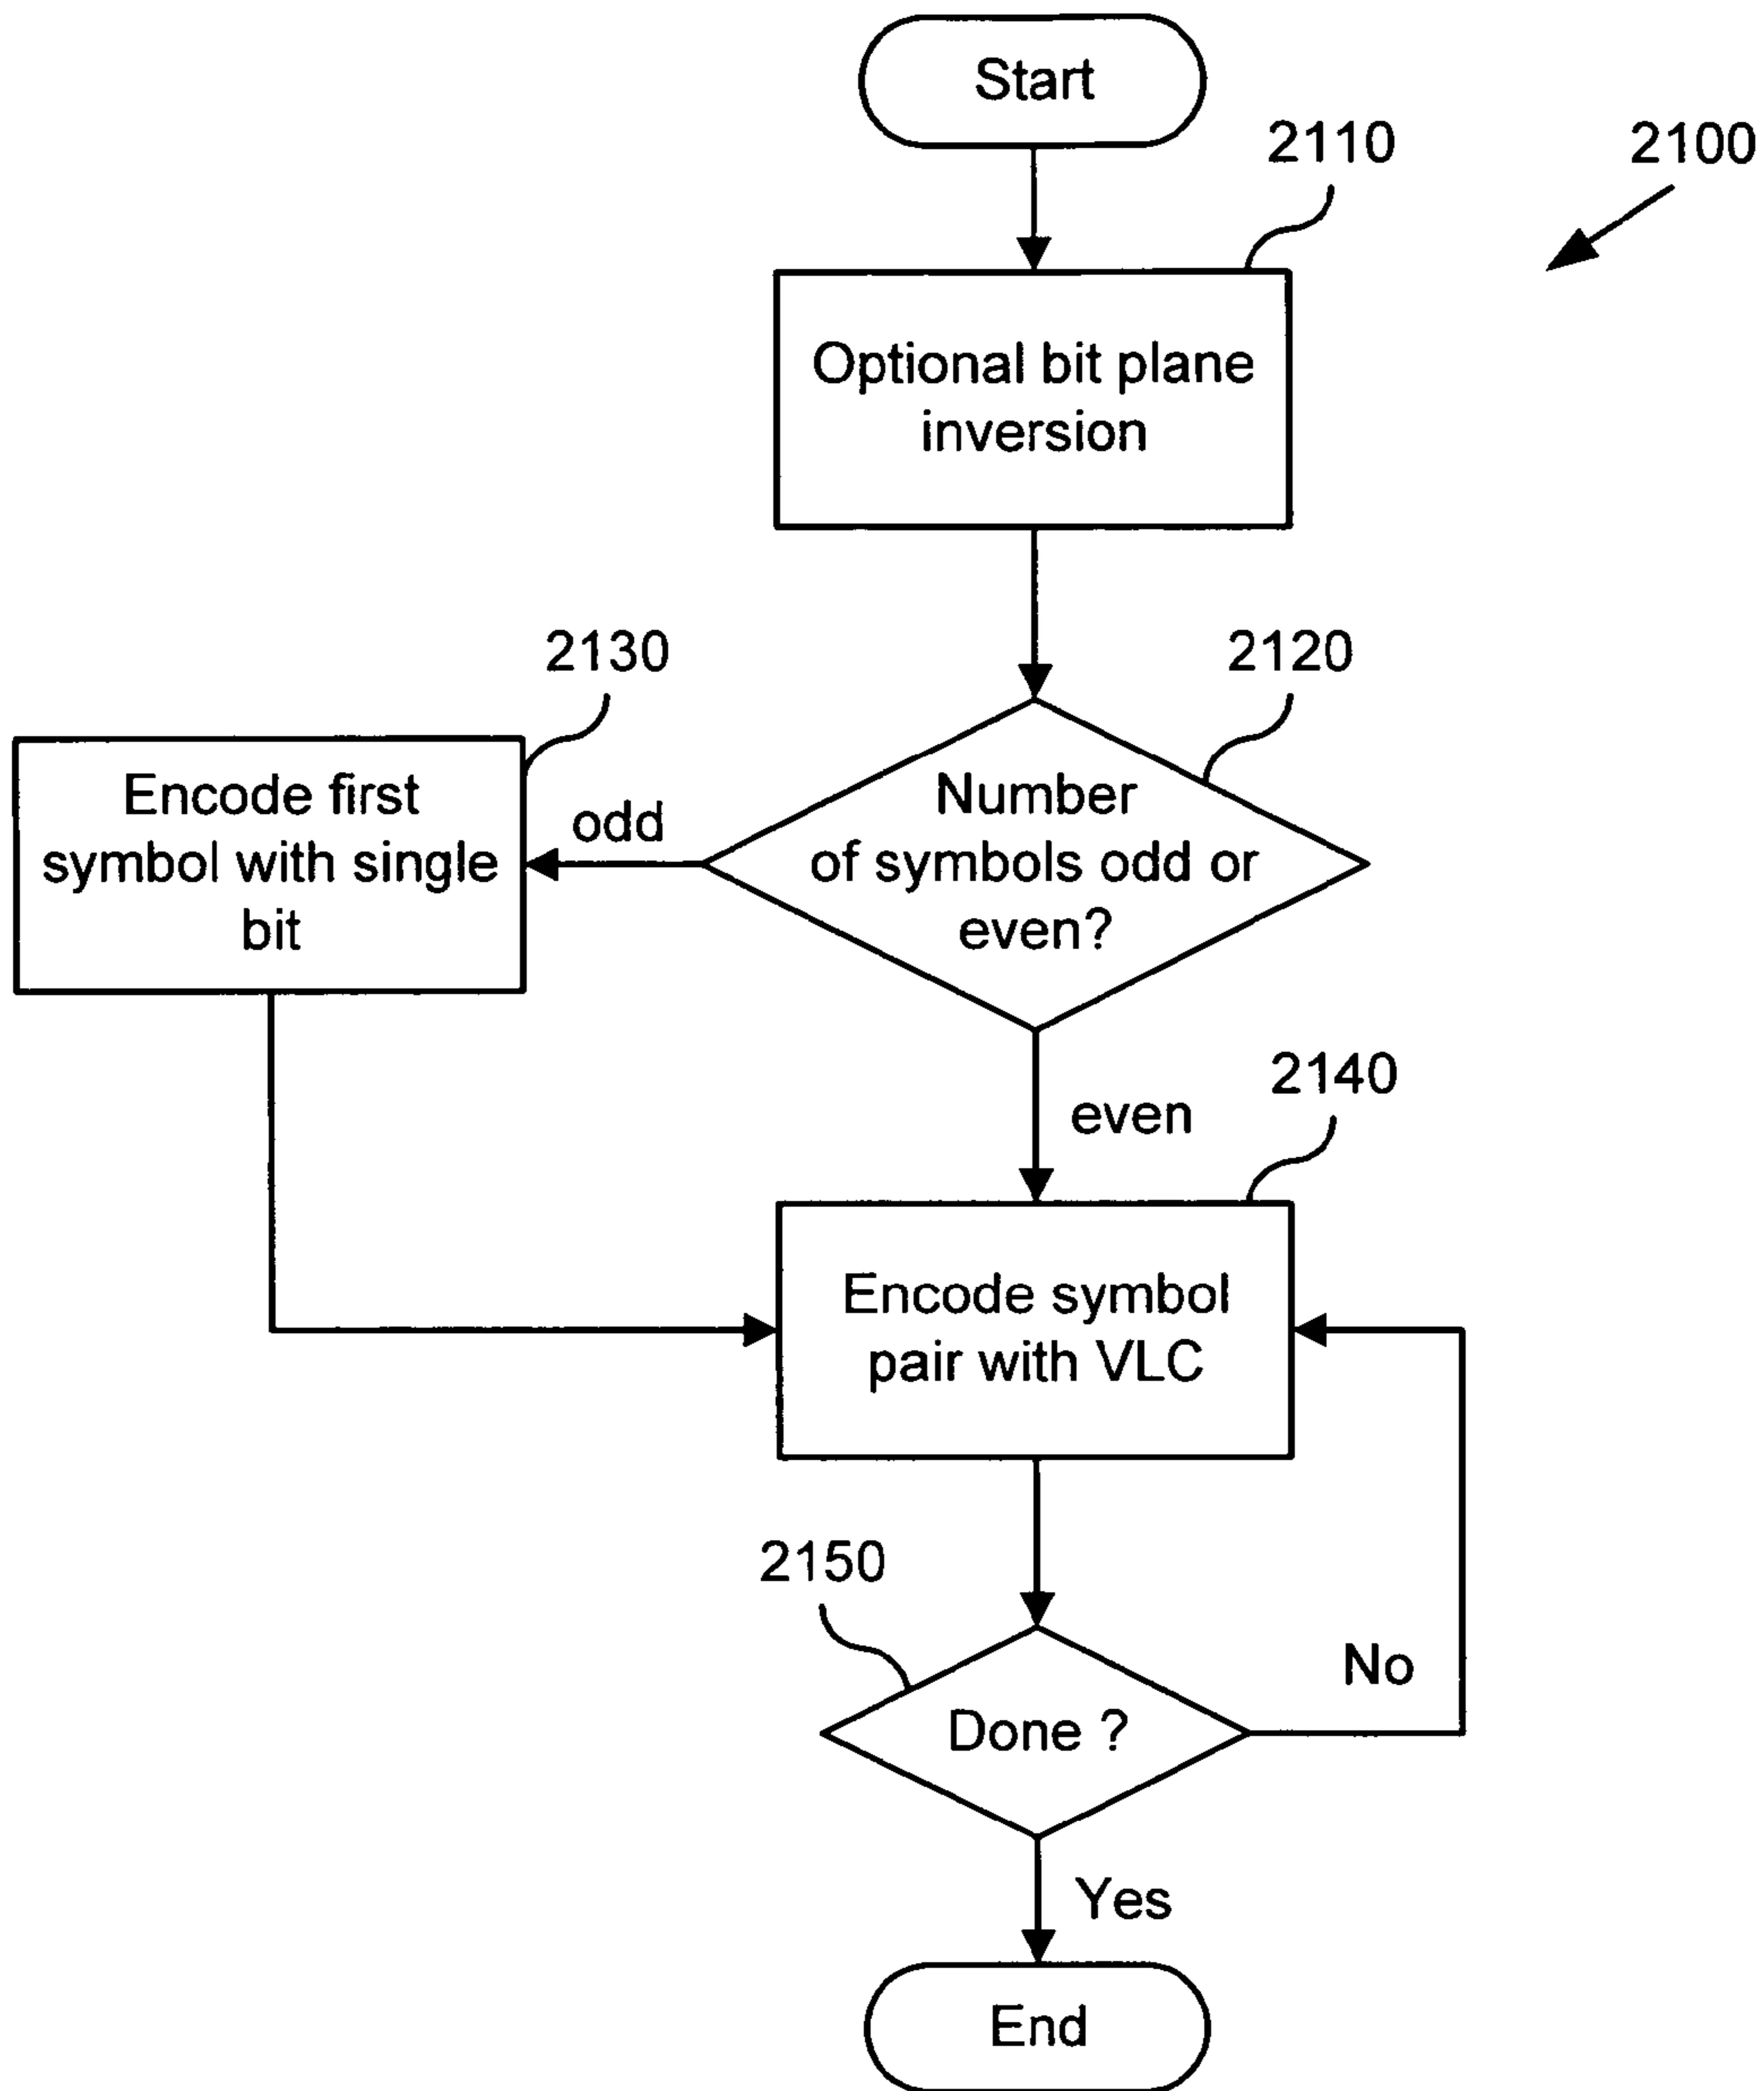 Start
2110
2100
Optional bit plane
inversion
2130
2120
Encode first
symbol with single
bit
odd
Number
of symbols odd or
even?
even
2140
Encode symbol
pair with VLC
2150
No
Done ?
Yes
End